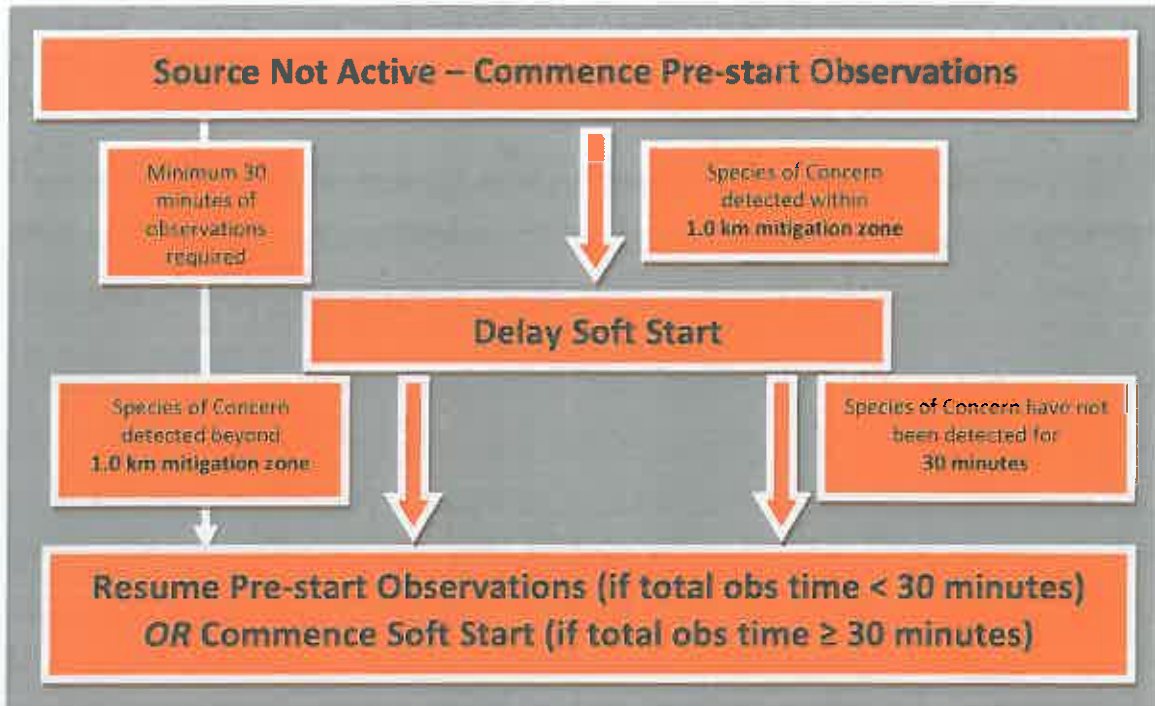 Source Not Active – Commence Pre-start Observations
Minimum 30
minutes of
observations
required
Species of Concern
detected within
1.0 km mitigation zone
Delay Soft Start
Species of Concern
detected beyond
1.0 km mitigation zone
Species of Concern have not
been detected for
30 minutes
Resume Pre-start Observations (if total obs time < 30 minutes)
OR Commence Soft Start (if total obs time ≥ 30 minutes)